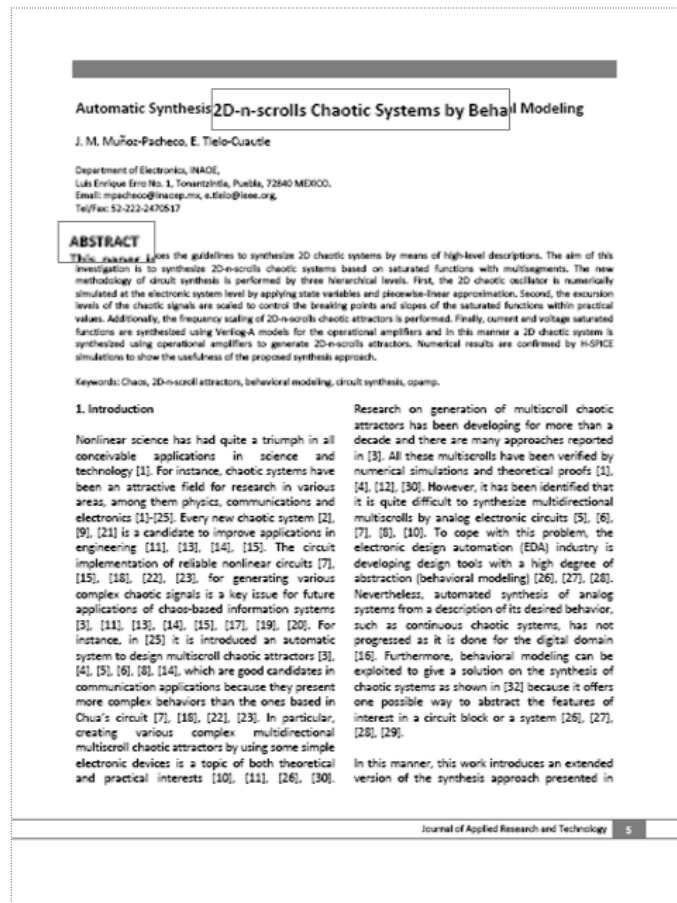 Automatic Synthesis 2D-n-scrolls Chaotic Systems by Beha l Modeling
J. M. Muñoz-Pacheco, E. Tlelo-Cuautle
Department of Electronics, INAOE,
Luis Enrique Erro No. 1, Tonantzintla, Puebla, 72840 MEXICO.
Email: mpacheco@inaoep.mx, e.tlelo@ieee.org,
Tel/Fax: 52-222-2470517
ABSTRACT
This paper is ces the guidelines to synthesize 2D chaotic systems by means of high-level descriptions. The aim of this
investigation is to synthesize 2D-n-scrolls chaotic systems based on saturated functions with multisegments. The new
methodology of circuit synthesis is performed by three hierarchical levels. First, the 2D chaotic oscillator is numerically
simulated at the electronic system level by applying state variables and piecewise-linear approximation. Second, the excursion
levels of the chaotic signals are scaled to control the breaking points and slopes of the saturated functions within practical
values. Additionally, the frequency scaling of 2D-n-scrolls chaotic attractors is performed. Finally, current and voltage saturated
functions are synthesized using Verilog-A models for the operational amplifiers and in this manner a 2D chaotic system is
synthesized using operational amplifiers to generate 2D-n-scrolls attractors. Numerical results are confirmed by H-SPICE
simulations to show the usefulness of the proposed synthesis approach.
Keywords: Chaos, 2D-n-scroll attractors, behavioral modeling, circuit synthesis, opamp.
1. Introduction
Nonlinear science has had quite a triumph in all
conceivable applications in science and
technology [1]. For instance, chaotic systems have
been an attractive field for research in various
areas, among them physics, communications and
electronics [1]-[25]. Every new chaotic system [2],
[9], [21] is a candidate to improve applications in
engineering [11], [13], [14], [15]. The circuit
implementation of reliable nonlinear circuits [7],
[15], [18], [22], [23], for generating various
complex chaotic signals is a key issue for future
applications of chaos-based information systems
[3], [11], [13], [14], [15], [17], [19], [20]. For
instance, in [25] it is introduced an automatic
system to design multiscroll chaotic attractors [3],
[4], [5], [6], [8], [14], which are good candidates in
communication applications because they present
more complex behaviors than the ones based in
Chua's circuit [7], [18], [22], [23]. In particular,
creating various complex multidirectional
multiscroll chaotic attractors by using some simple
electronic devices is a topic of both theoretical
and practical interests [10], [11], [26], [30].
Research on generation of multiscroll chaotic
attractors has been developing for more than a
decade and there are many approaches reported
in [3]. All these multiscrolls have been verified by
numerical simulations and theoretical proofs [1],
[4], [12], [30]. However, it has been identified that
it is quite difficult to synthesize multidirectional
multiscrolls by analog electronic circuits [5], [6],
[7], [8], [10]. To cope with this problem, the
electronic design automation (EDA) industry is
developing design tools with a high degree of
abstraction (behavioral modeling) [26], [27], [28].
Nevertheless, automated synthesis of analog
systems from a description of its desired behavior,
such as continuous chaotic systems, has not
progressed as it is done for the digital domain
[16]. Furthermore, behavioral modeling can be
exploited to give a solution on the synthesis of
chaotic systems as shown in [32] because it offers
one possible way to abstract the features of
interest in a circuit block or a system [26], [27],
[28], [29].
In this manner, this work introduces an extended
version of the synthesis approach presented in
Journal of Applied Research and Technology 5